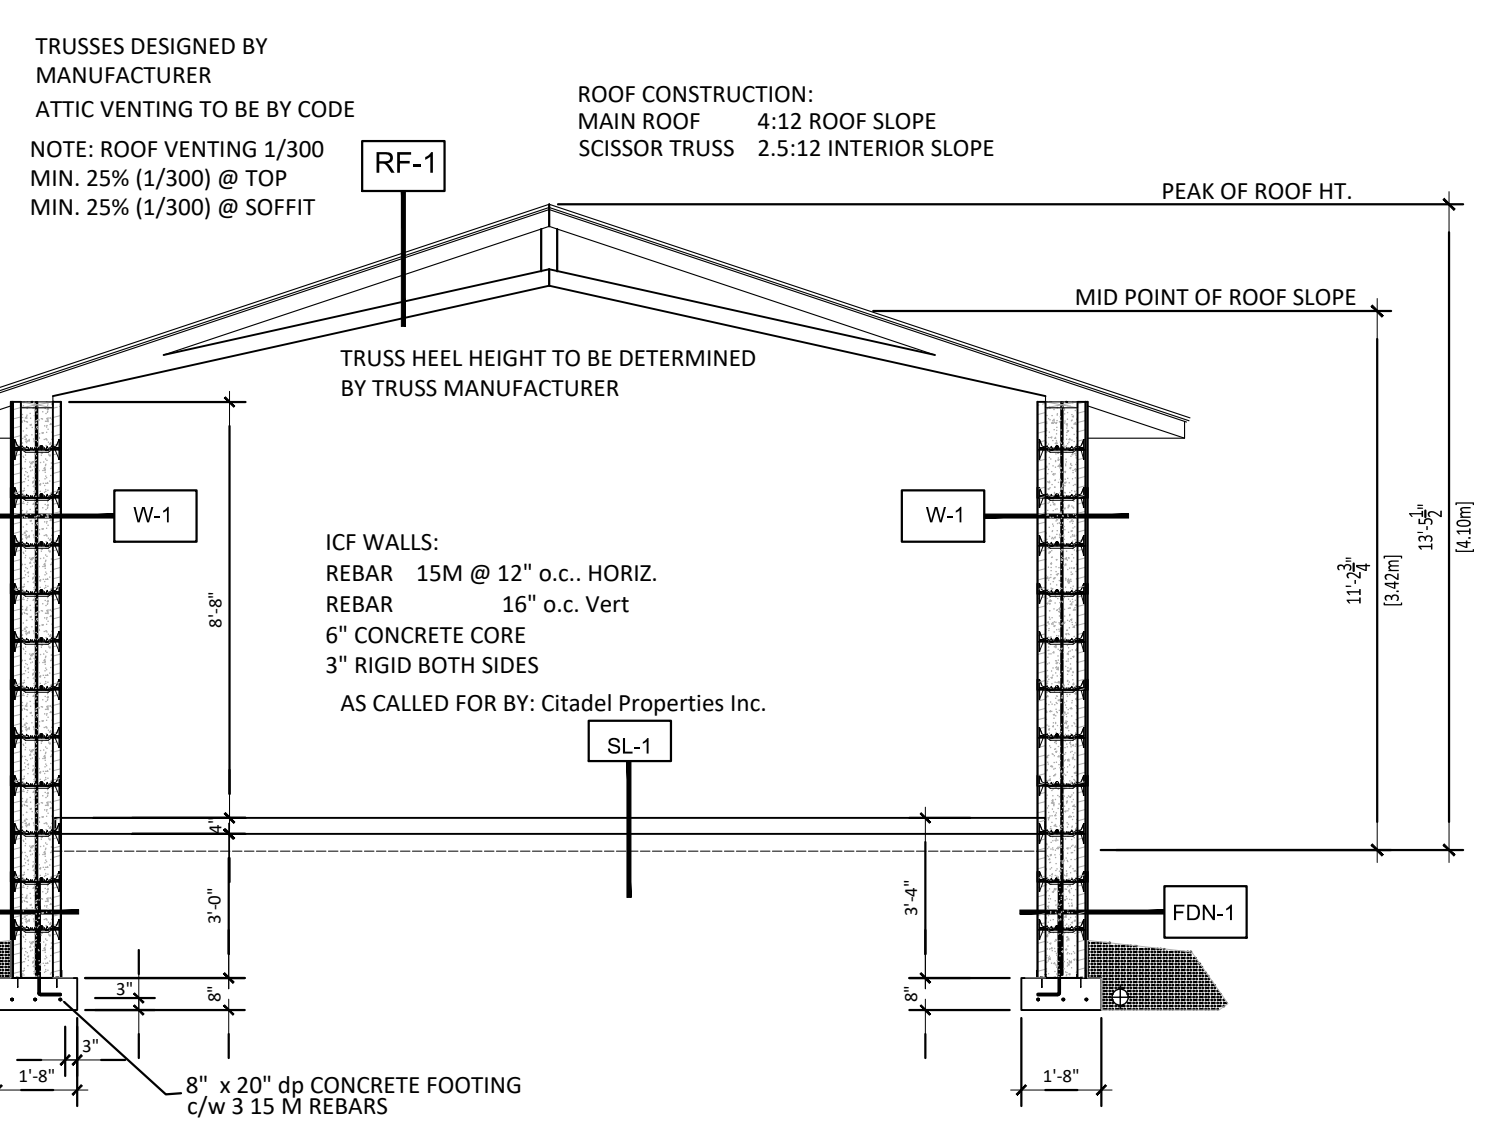 TRUSSES DESIGNED BY
MANUFACTURER
ATTIC VENTING TO BE BY CODE
NOTE: ROOF VENTING 1/300
MIN. 25% (1/300) @ TOP
MIN. 25% (1/300) @ SOFFIT
RF-1
ROOF CONSTRUCTION:
MAIN ROOF 4:12 ROOF SLOPE
SCISSOR TRUSS 2.5:12 INTERIOR SLOPE
PEAK OF ROOF HT.
MID POINT OF ROOF SLOPE
TRUSS HEEL HEIGHT TO BE DETERMINED
BY TRUSS MANUFACTURER
W-1
W-1
ICF WALLS:
REBAR 15M @ 12" o.c.. HORIZ.
REBAR 16" o.c. Vert
6" CONCRETE CORE
3" RIGID BOTH SIDES
AS CALLED FOR BY: Citadel Properties Inc.
SL-1
8'-8"
4"
3'-0"
8"
3"
3"
1'-8"
3'-4"
8"
1'-8"
FDN-1
11'-2 3/4"
[3.42m]
13'-5 1/2"
[4.10m]
8" x 20" dp CONCRETE FOOTING
c/w 3 15 M REBARS